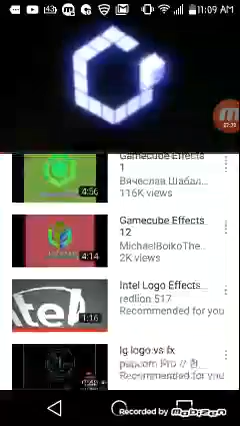 11:09 AM
Gamecube Effects
1
Вячеслав Шабал...
116K views
4:56
Gamecube Effects
12
MichaelBoikoThe...
2K views
4:14
Intel Logo Effects
redlion 517
Recommended for you
1:16
lg logo vs fx
Recommended for you
Recorded by Mobizen